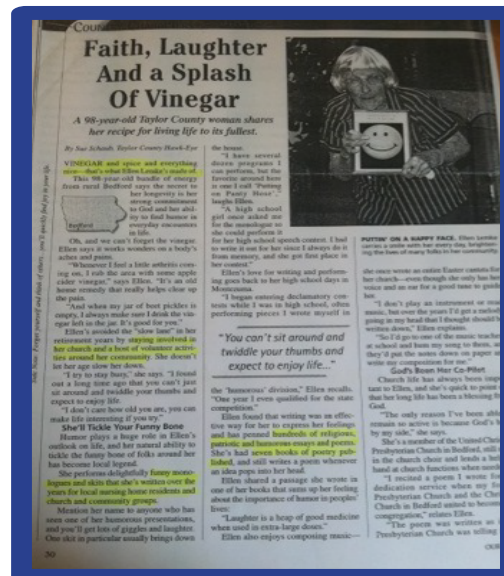 Faith, Laughter
And a Splash
Of Vinegar
A 98-year-old Taylor County woman shares
her recipe for living life to its fullest.
By Sue Schuh, Taylor County Hawk-Eye
VINEGAR and spice and everything
nice—that's what Ellen Lemke's made of.
This 98-year-old bundle of energy
from rural Bedford says the secret to
her longevity is her
strong commitment
to God and her abil-
ity to find humor in
everyday encounters
in life.
Bedford
Oh, and we can't forget the vinegar.
Ellen says it works wonders on a body's
aches and pains.
"Whenever I feel a little arthritis com-
ing on, I rub the area with some apple
cider vinegar," says Ellen. "It's an old
home remedy that really helps clear up
the pain.
"And when my jar of beet pickles is
empty, I always make sure I drink the vin-
egar left in the jar. It's good for you."
Ellen's avoided the "slow lane" in her
retirement years by staying involved in
her church and a host of volunteer activi-
ties around her community. She doesn't
let her age slow her down.
"I try to stay busy," she says. "I found
out a long time ago that you can't just
sit around and twiddle your thumbs and
expect to enjoy life.
"I don't care how old you are, you can
make life interesting if you try."
She'll Tickle Your Funny Bone
Humor plays a huge role in Ellen's
outlook on life, and her natural ability to
tickle the funny bone of folks around her
has become local legend.
She performs delightfully funny mono-
logues and skits that she's written over the
years for local nursing home residents and
church and community groups.
Mention her name to anyone who has
seen one of her humorous presentations,
and you'll get lots of giggles and laughter.
One skit in particular usually brings down
the house.
"I have several
dozen programs I
can perform, but the
favorite around here
is one I call 'Putting
on Panty Hose',"
laughs Ellen.
"A high school
girl once asked me
for the monologue so
she could perform it
for her high school speech contest. I had
to write it out for her since I always do it
from memory, and she got first place in
her contest."
Ellen's love for writing and perform-
ing goes back to her high school days in
Montezuma.
"I began entering declamatory con-
tests while I was in high school, often
performing pieces I wrote myself in
"You can't sit around and
twiddle your thumbs and
expect to enjoy life..."
the 'humorous' division," Ellen recalls.
"One year I even qualified for the state
competition."
Ellen found that writing was an effec-
tive way for her to express her feelings
and has penned hundreds of religious,
patriotic and humorous essays and poems.
She's had seven books of poetry pub-
lished, and still writes a poem whenever
an idea pops into her head.
Ellen shared a passage she wrote in
one of her books that sums up her feeling
about the importance of humor in peoples'
lives:
"Laughter is a heap of good medicine
when used in extra-large doses."
Ellen also enjoys composing music—
PUTTIN' ON A HAPPY FACE. Ellen Lemke
carries a smile with her every day, brighten-
ing the lives of many folks in her community.
she once wrote an entire Easter cantata for
her church—even though she only has her
voice and an ear for a good tune to guide
her.
"I don't play an instrument or read
music, but over the years I'd get a melody
going in my head that I thought should be
written down," Ellen explains.
"So I'd go to one of the music teachers
at school and hum my song to them, and
they'd put the notes down on paper and
write my composition for me."
God's Been Her Co-Pilot
Church life has always been impor-
tant to Ellen, and she's quick to point out
that her long life has been a blessing from
God.
"The only reason I've been able to
remain so active is because God's been
by my side," she says.
She's a member of the United Church
Presbyterian Church in Bedford, still sings
in the church choir and lends a helping
hand at church functions when needed.
"I recited a poem I wrote for the
dedication service when my former
Presbyterian Church and the Christian
Church in Bedford united to become one
congregation," relates Ellen.
"The poem was written as if the
Presbyterian Church was telling
30